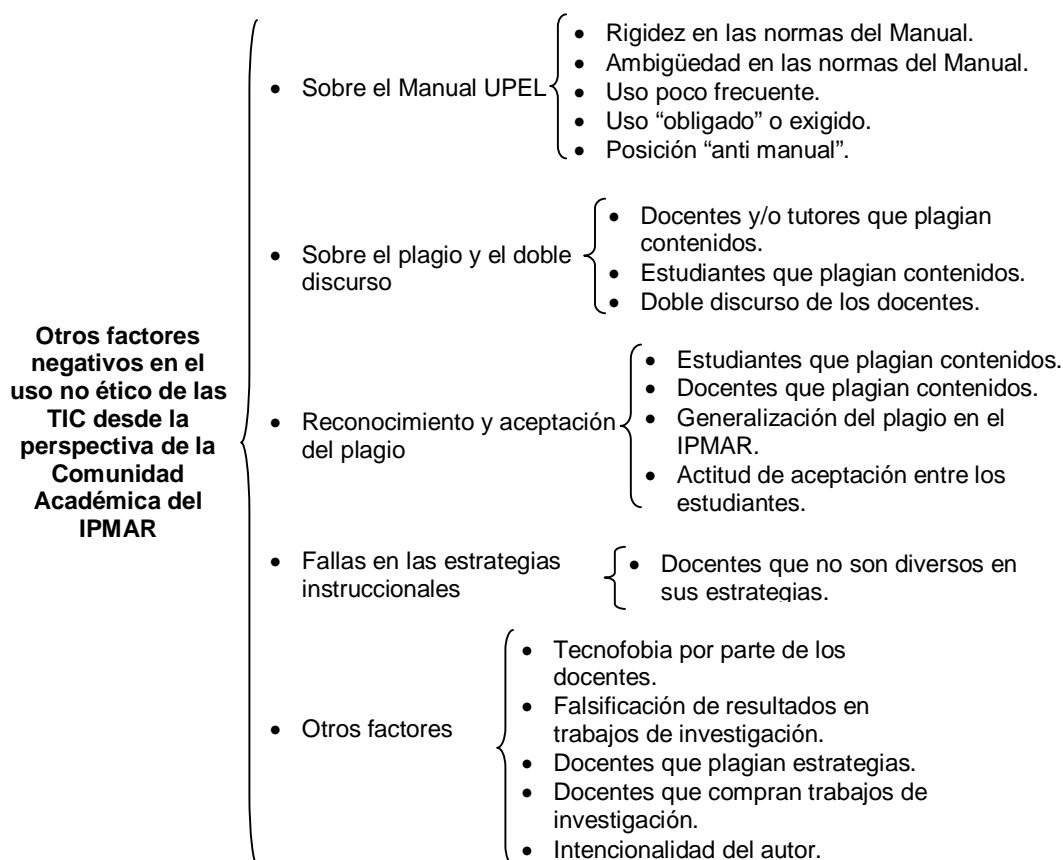 Otros factores
negativos en el
uso no ético de las
TIC desde la
perspectiva de la
Comunidad
Académica del
IPMAR
• Sobre el Manual UPEL
• Rigidez en las normas del Manual.
• Ambigüedad en las normas del Manual.
• Uso poco frecuente.
• Uso “obligado” o exigido.
• Posición “anti manual”.
• Sobre el plagio y el doble
discurso
• Docentes y/o tutores que plagian
contenidos.
• Estudiantes que plagian contenidos.
• Doble discurso de los docentes.
• Reconocimiento y aceptación
del plagio
• Estudiantes que plagian contenidos.
• Docentes que plagian contenidos.
• Generalización del plagio en el
IPMAR.
• Actitud de aceptación entre los
estudiantes.
• Fallas en las estrategias
instruccionales
• Docentes que no son diversos en
sus estrategias.
• Otros factores
• Tecnofobia por parte de los
docentes.
• Falsificación de resultados en
trabajos de investigación.
• Docentes que plagian estrategias.
• Docentes que compran trabajos de
investigación.
• Intencionalidad del autor.